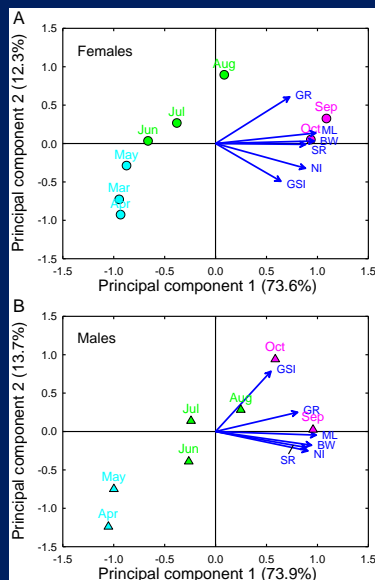 A
Females
Principal component 2 (12.3%)
1.5
1.0
0.5
0.0
-0.5
-1.0
-1.5
Aug
GR
Sep
Jul
Oct
ML
Jun
BW
SR
May
NI
GSI
Mar
Apr
-1.5 -1.0 -0.5 0.0 0.5 1.0 1.5
Principal component 1 (73.6%)
B
Males
Principal component 2 (13.7%)
1.5
1.0
0.5
0.0
-0.5
-1.0
-1.5
Oct
GSI
Aug
GR
Jul
Sep
ML
Jun
BW
SR
NI
May
Apr
-1.5 -1.0 -0.5 0.0 0.5 1.0 1.5
Principal component 1 (73.9%)